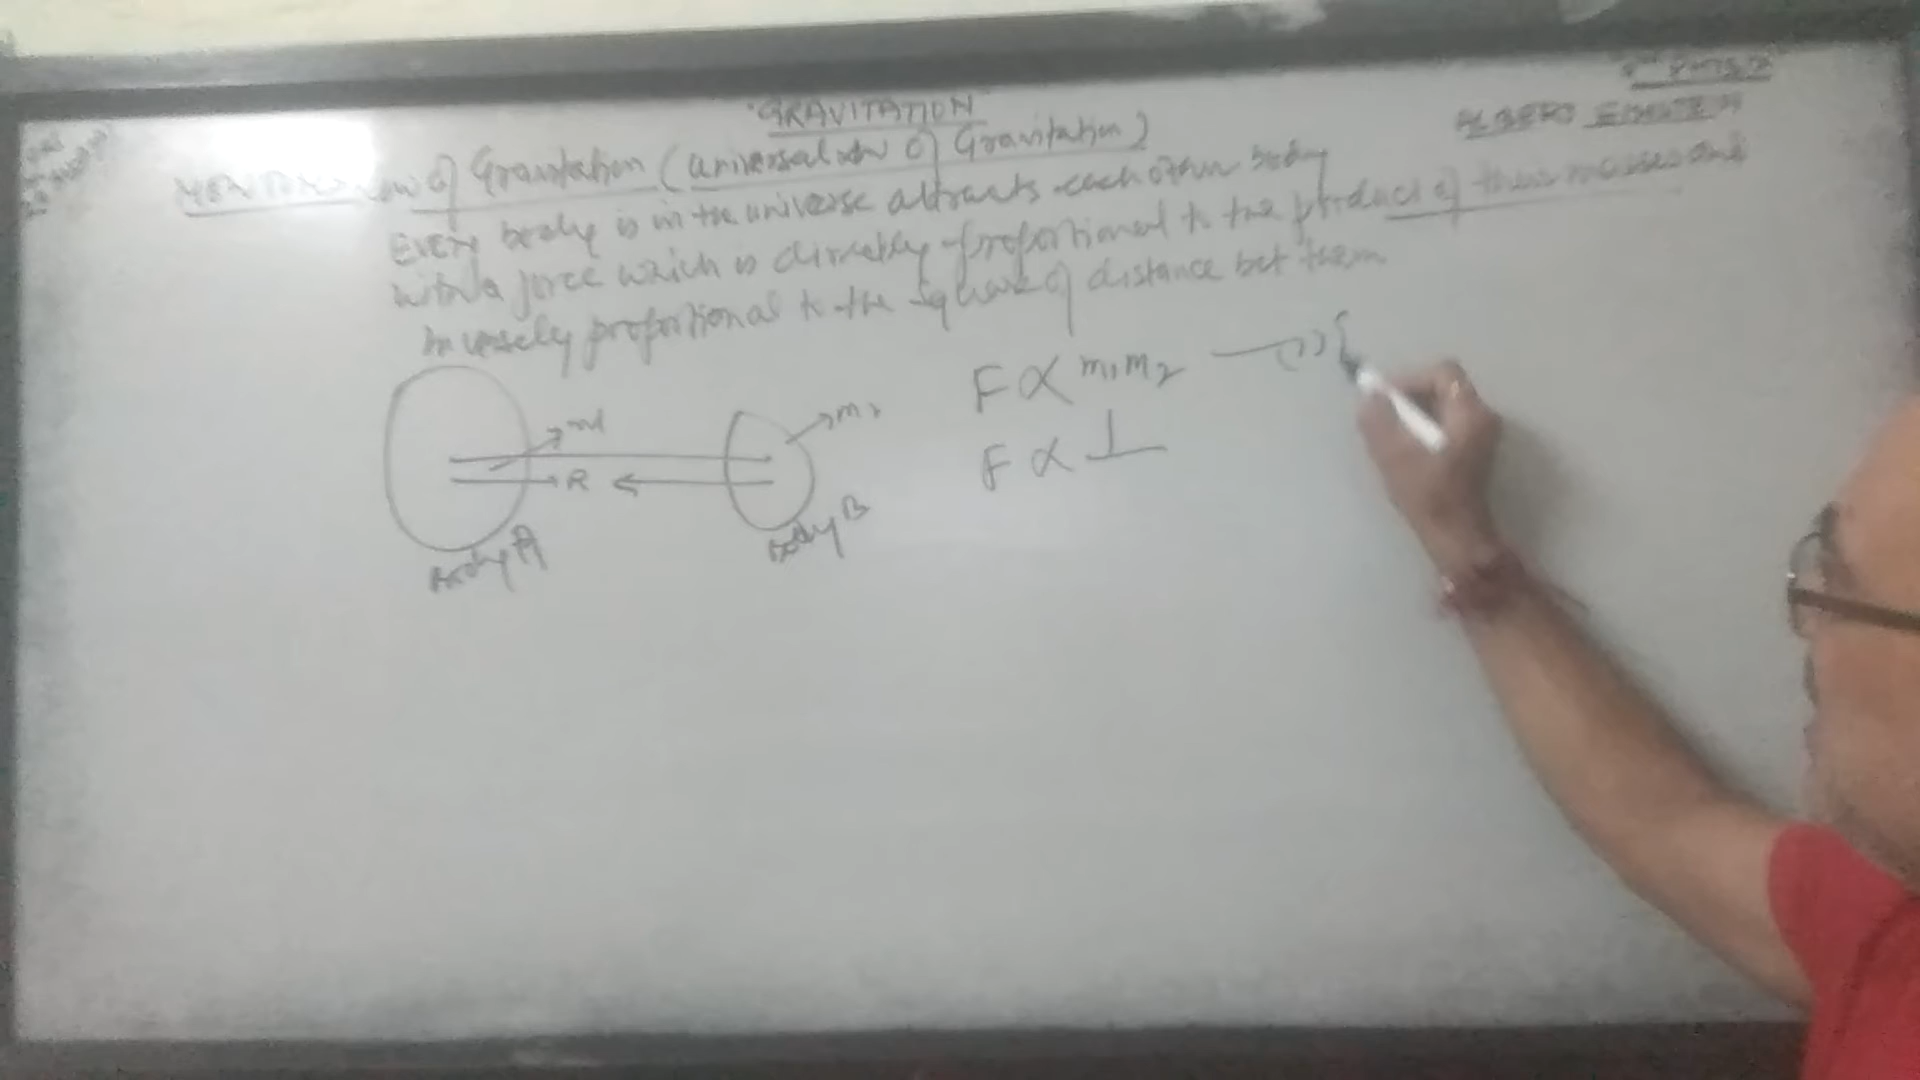 "GRAVITATION"
ALBERO EINSTEIN
Law of Gravitation (universal law of Gravitation)
Every body is in the universe attracts each other body
with a force which is directly proportional to the product of their masses and
Inversely proportional to the square of distance bet them
F ∝ m1m2 → (1)
m1
m2
F ∝ 1
R
Body A
Body B